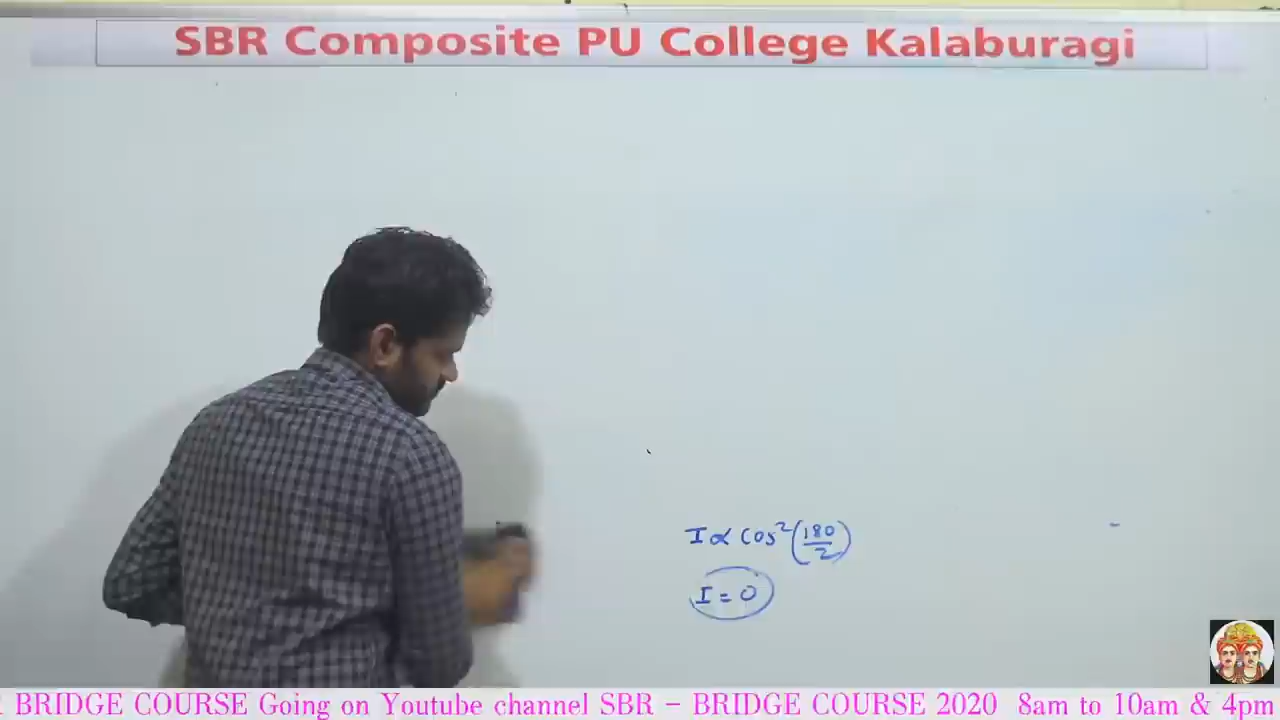 SBR Composite PU College Kalaburagi
I ∝ Cos²(180/2)
I = 0
BRIDGE COURSE Going on Youtube channel SBR - BRIDGE COURSE 2020 8am to 10am & 4pm